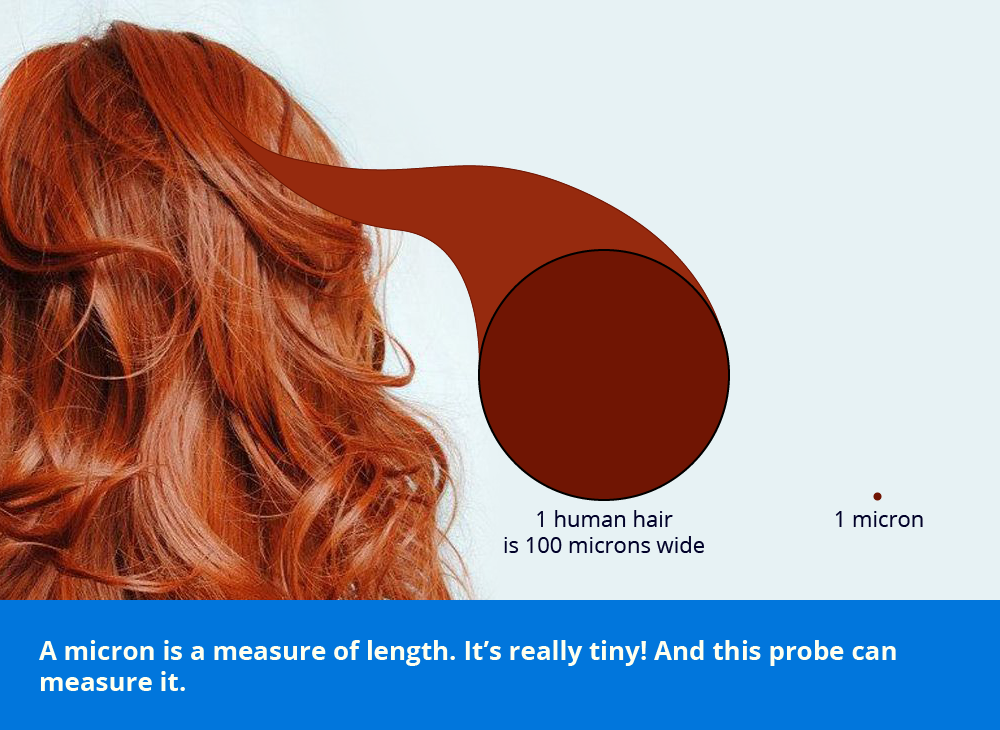 1 human hair
is 100 microns wide
1 micron
A micron is a measure of length. It’s really tiny! And this probe can
measure it.